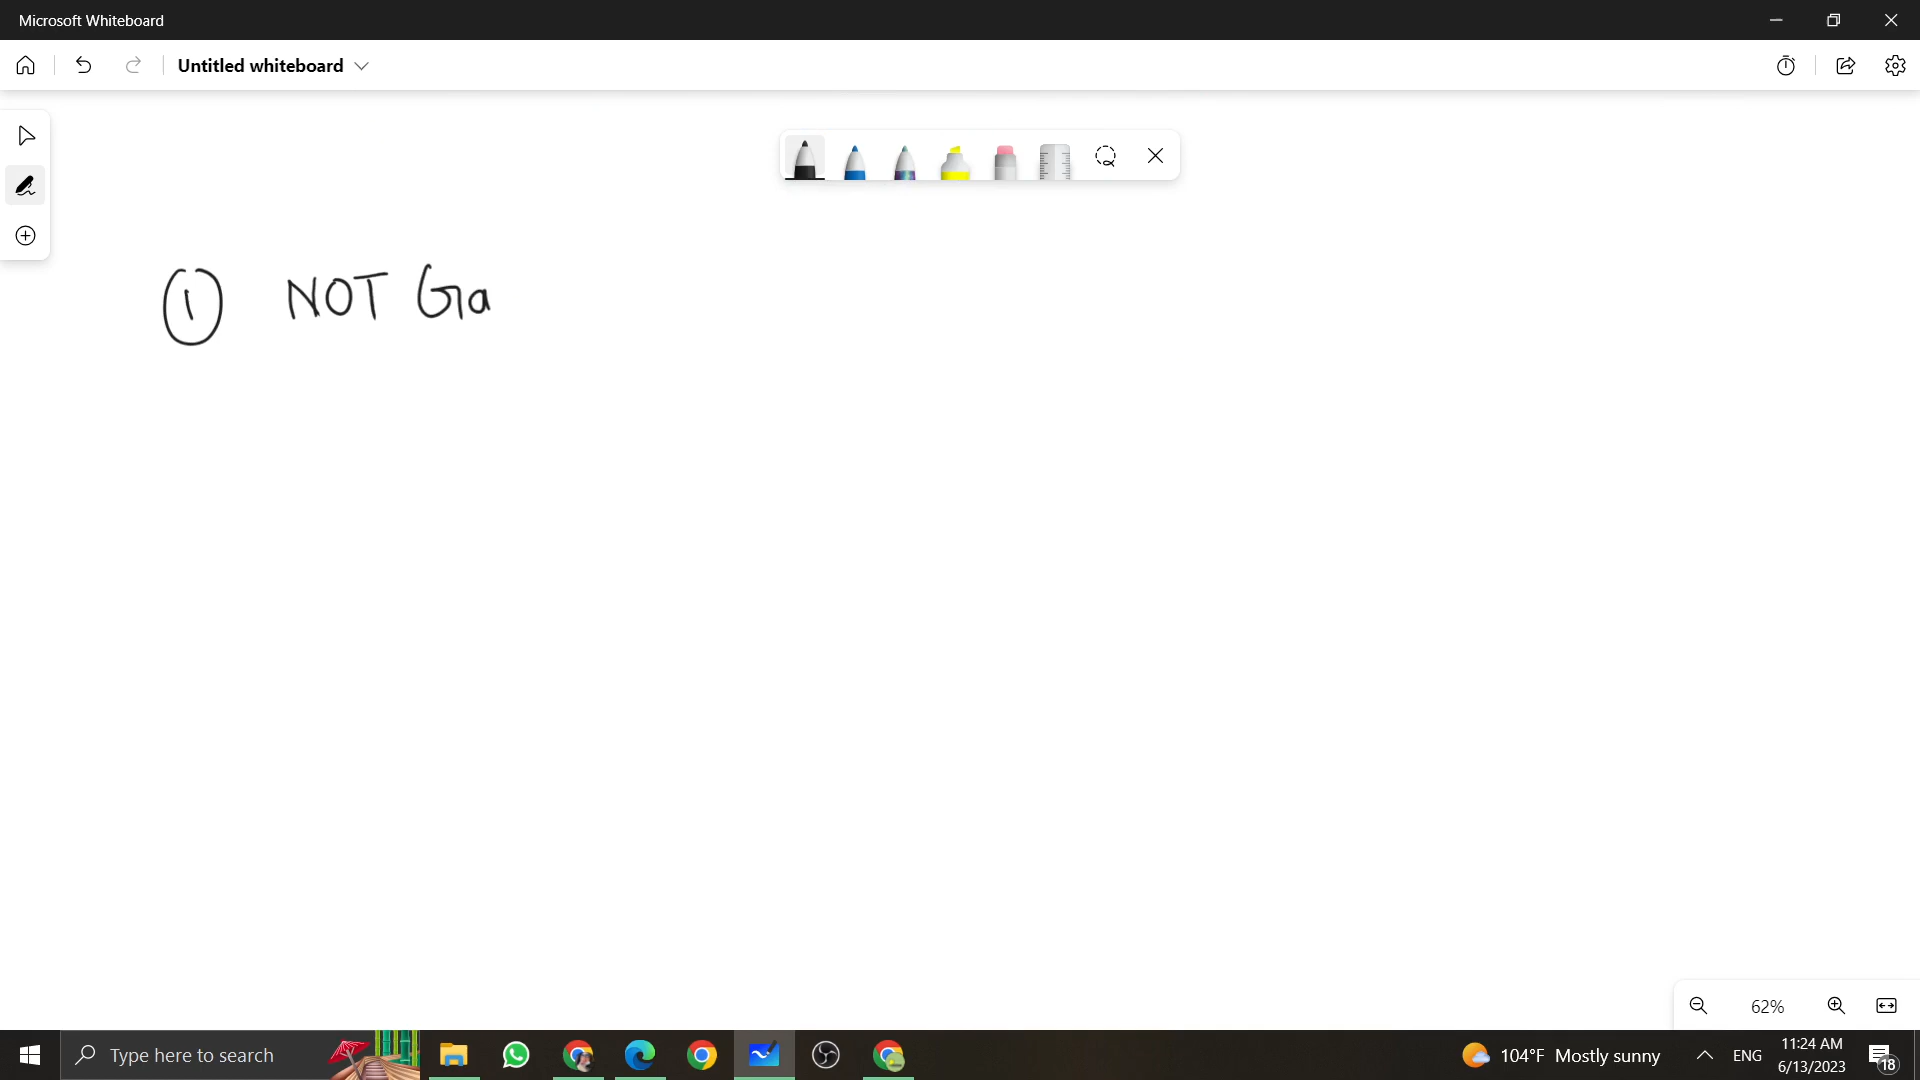 Microsoft Whiteboard
Untitled whiteboard
① NOT Ga
62%
Type here to search
104°F Mostly sunny
ENG
11:24 AM
6/13/2023
18